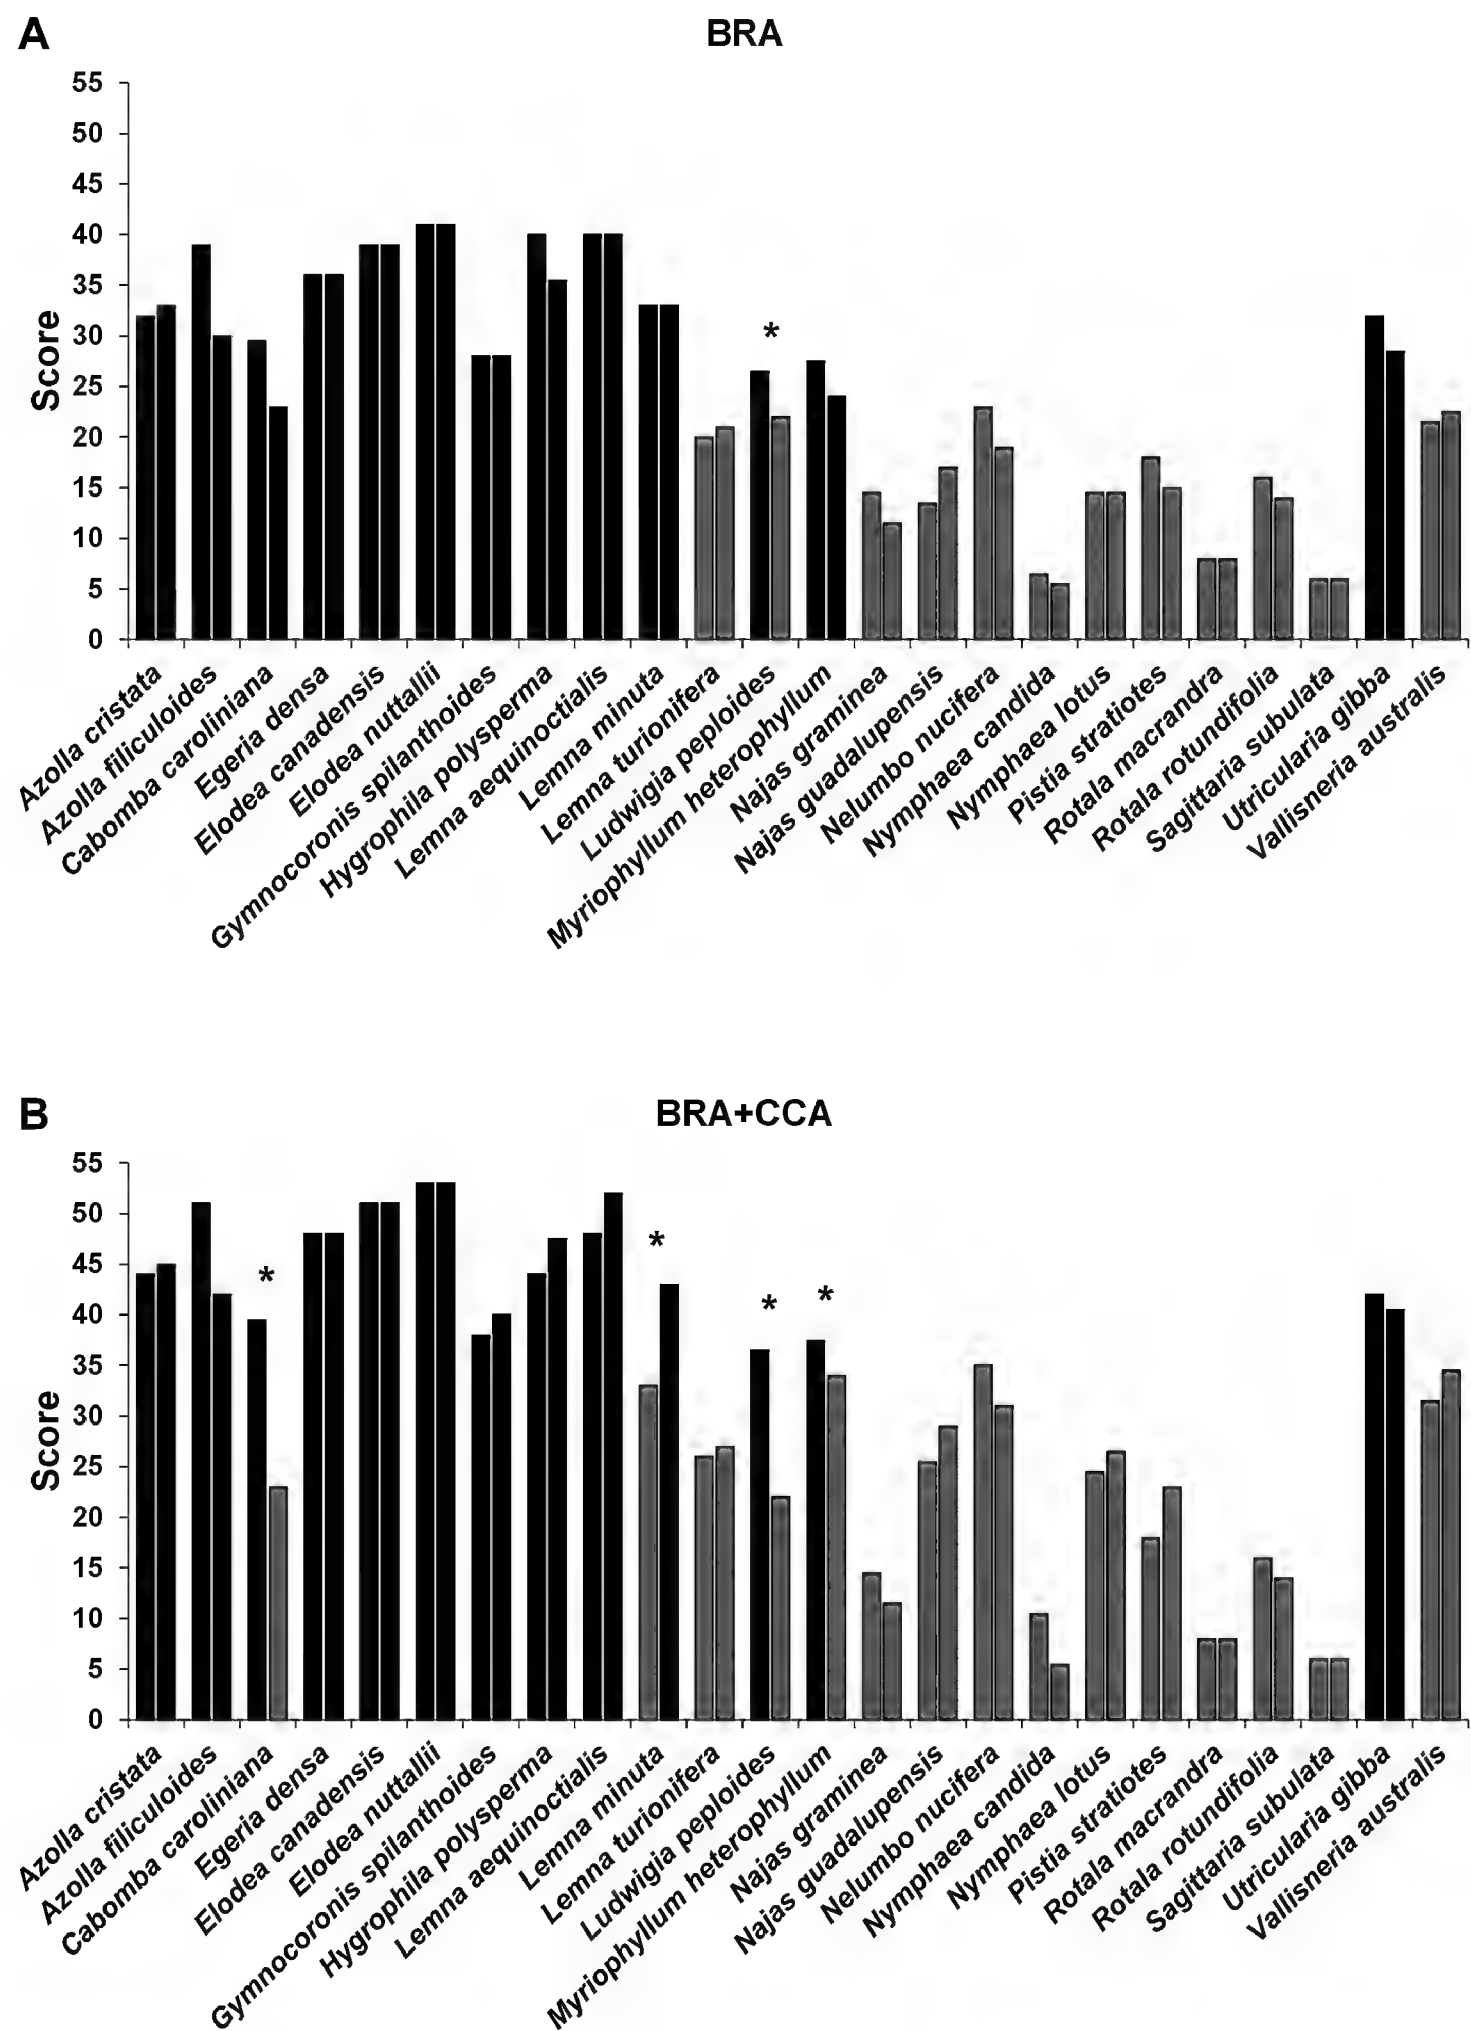 A
BRA
55
50
45
40
35
30
25
20
15
10
5
0
Score
*
Azolla cristata
Azolla filiculoides
Cabomba caroliniana
Egeria densa
Elodea canadensis
Elodea nuttallii
Gymnocoronis spilanthoides
Hygrophila polysperma
Lemna aequinoctialis
Lemna minuta
Lemna turionifera
Ludwigia peploides
Myriophyllum heterophyllum
Najas graminea
Najas guadalupensis
Nelumbo nucifera
Nymphaea candida
Nymphaea lotus
Pistia stratiotes
Rotala macrandra
Rotala rotundifolia
Sagittaria subulata
Utricularia gibba
Vallisneria australis
B
BRA+CCA
55
50
45
40
35
30
25
20
15
10
5
0
Score
*
*
*
*
Azolla cristata
Azolla filiculoides
Cabomba caroliniana
Egeria densa
Elodea canadensis
Elodea nuttallii
Gymnocoronis spilanthoides
Hygrophila polysperma
Lemna aequinoctialis
Lemna minuta
Lemna turionifera
Ludwigia peploides
Myriophyllum heterophyllum
Najas graminea
Najas guadalupensis
Nelumbo nucifera
Nymphaea candida
Nymphaea lotus
Pistia stratiotes
Rotala macrandra
Rotala rotundifolia
Sagittaria subulata
Utricularia gibba
Vallisneria australis